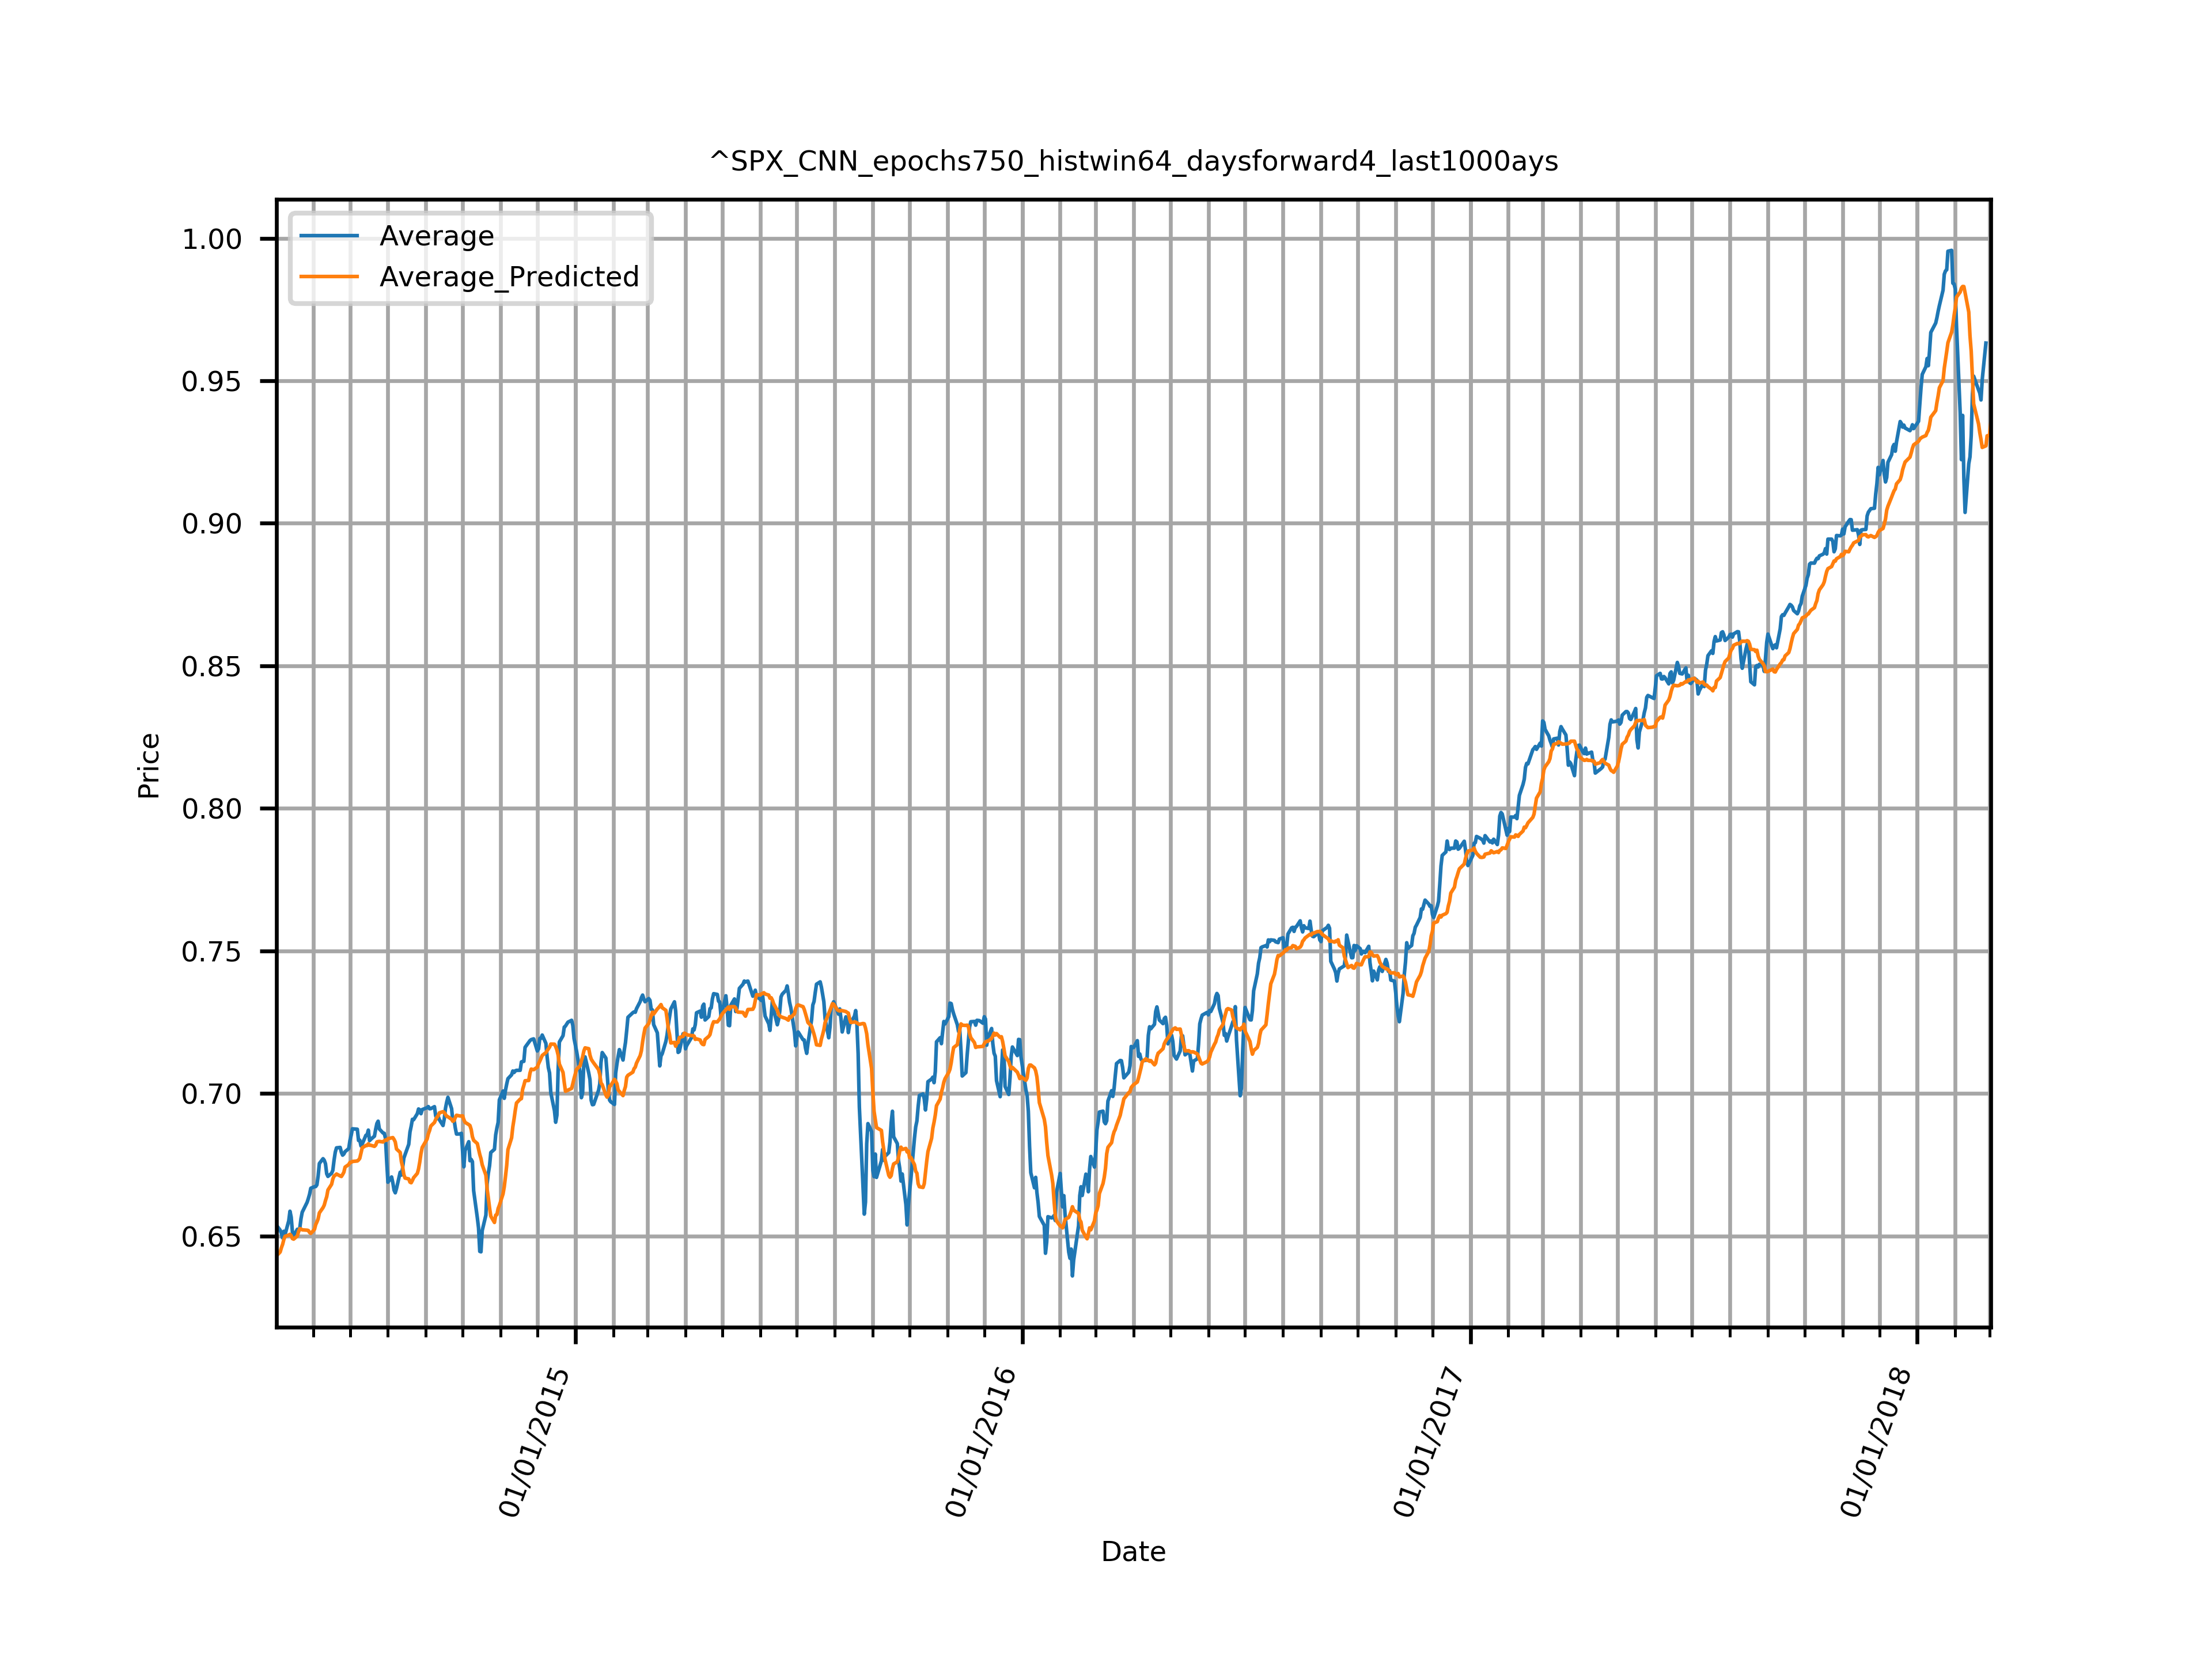 ^SPX_CNN_epochs750_histwin64_daysforward4_last1000ays
Average
Average_Predicted
1.00
0.95
0.90
0.85
0.80
0.75
0.70
0.65
Price
01/01/2015
01/01/2016
01/01/2017
01/01/2018
Date